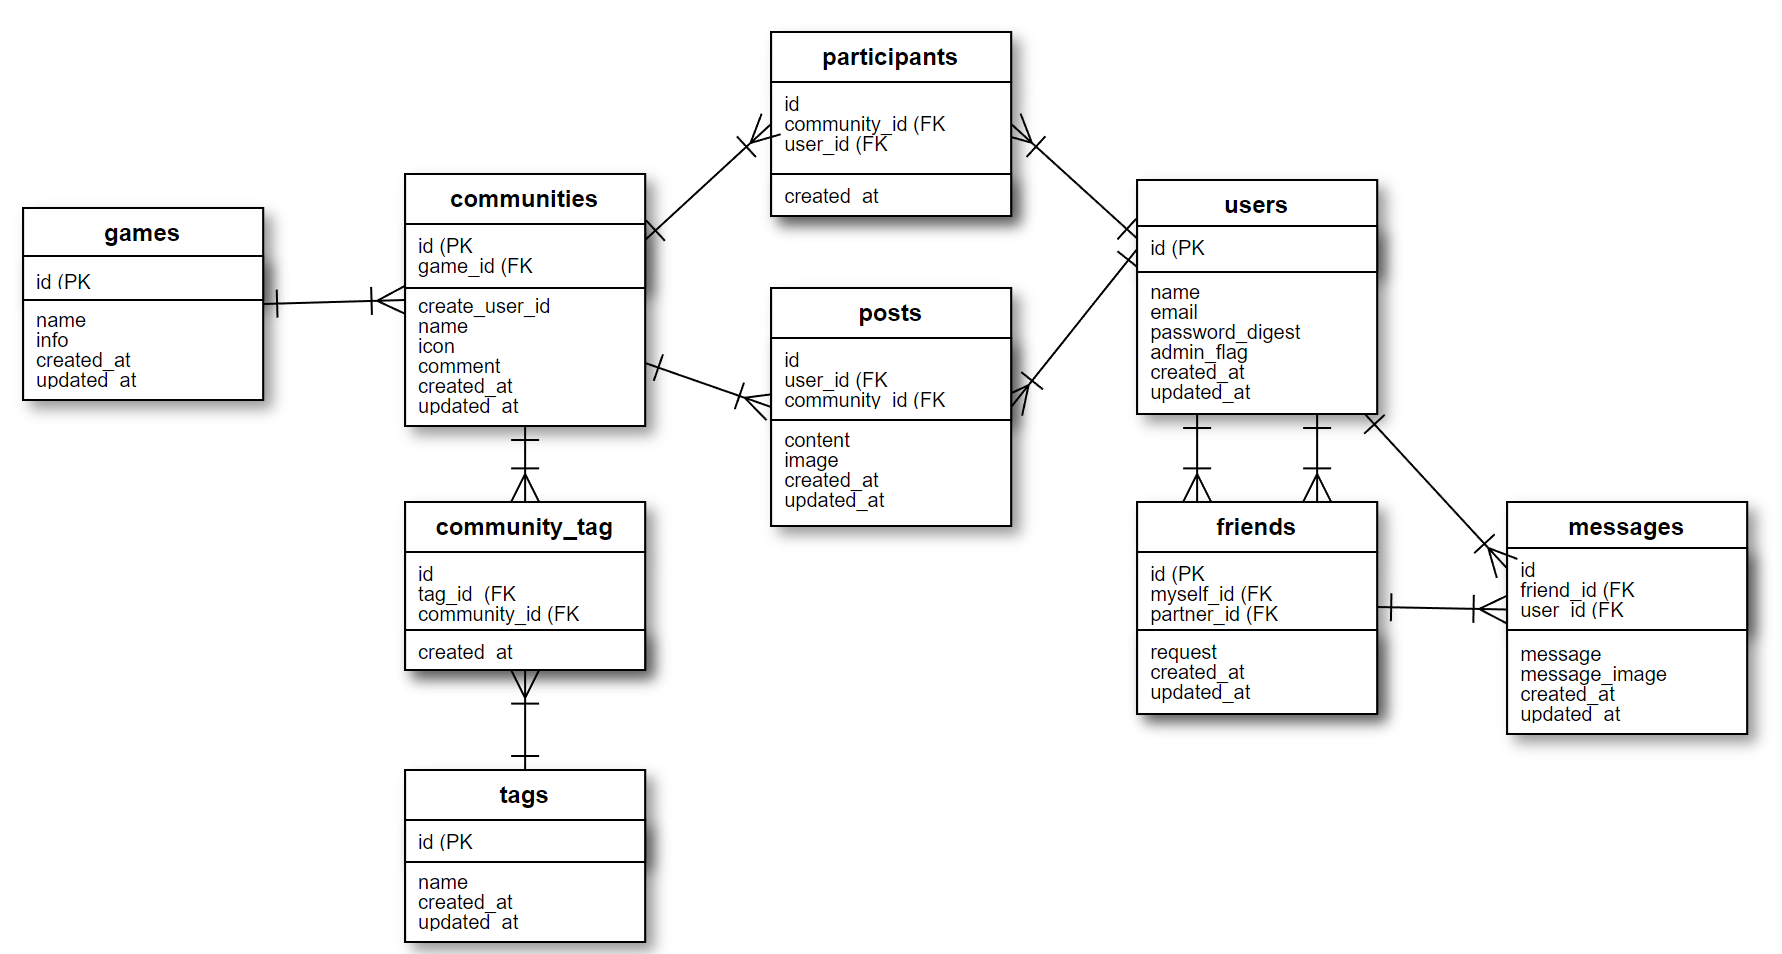 participants
id
community_id (FK
user_id (FK
created_at
communities
id (PK
game_id (FK
create_user_id
name
icon
comment
created_at
updated_at
users
id (PK
name
email
password_digest
admin_flag
created_at
updated_at
games
id (PK
name
info
created_at
updated_at
posts
id
user_id (FK
community_id (FK
content
image
created_at
updated_at
community_tag
id
tag_id  (FK
community_id (FK
created_at
friends
id (PK
myself_id (FK
partner_id (FK
request
created_at
updated_at
messages
id
friend_id (FK
user_id (FK
message
message_image
created_at
updated_at
tags
id (PK
name
created_at
updated_at